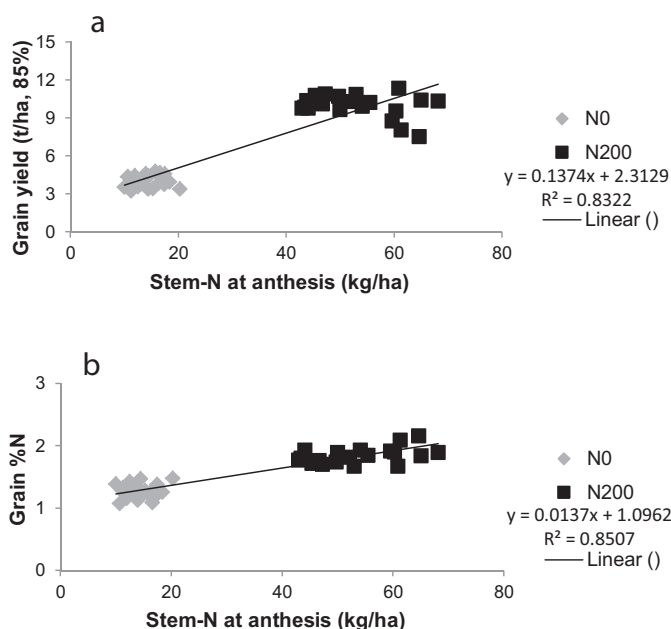 a
Grain yield (t/ha, 85%)
15
12
9
6
3
0
0 20 40 60 80
Stem-N at anthesis (kg/ha)
N0
N200
y = 0.1374x + 2.3129
R² = 0.8322
Linear ()
b
Grain %N
3
2
1
0
0 20 40 60 80
Stem-N at anthesis (kg/ha)
N0
N200
y = 0.0137x + 1.0962
R² = 0.8507
Linear ()